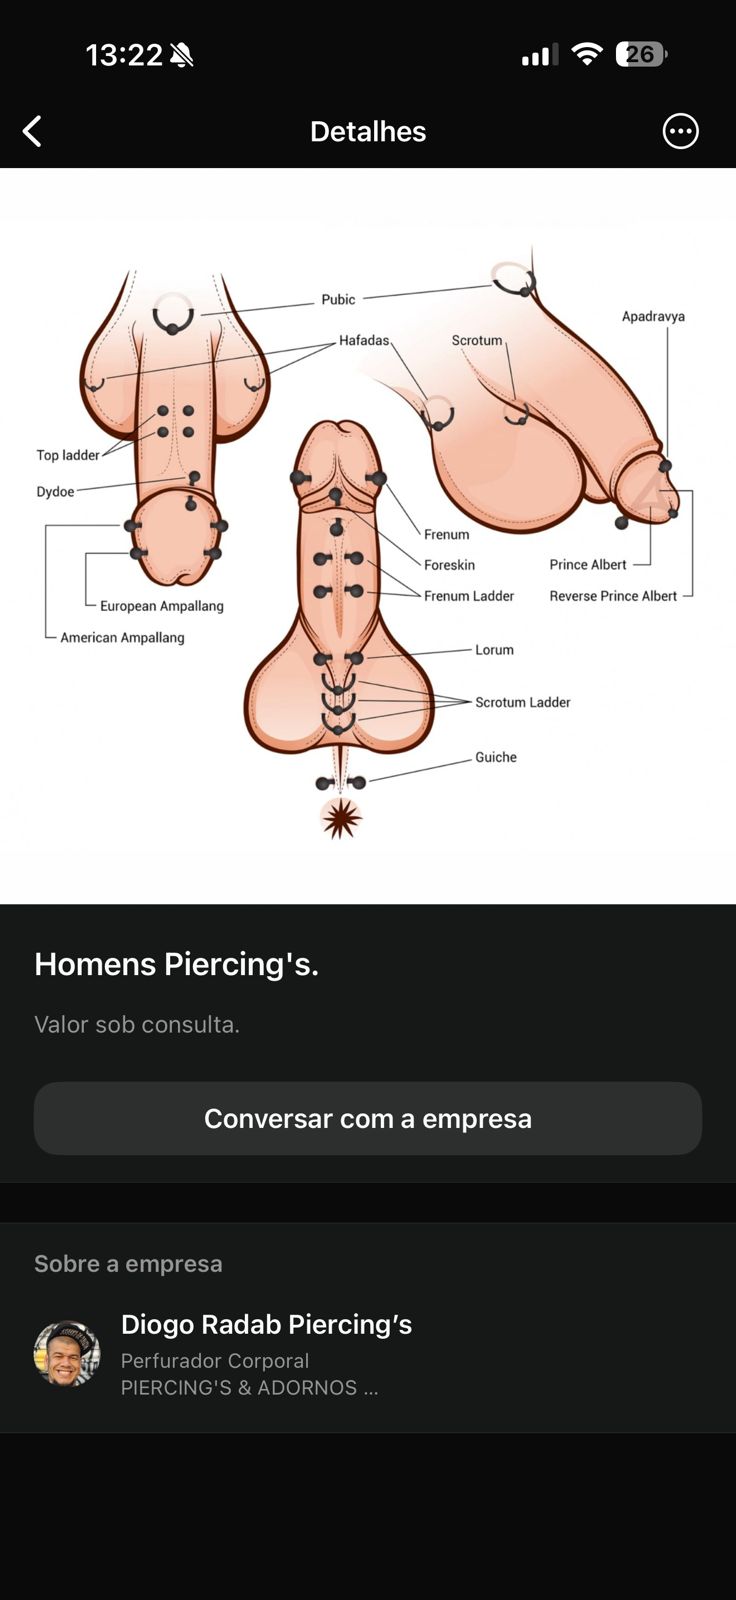 13:22
26
Detalhes
Pubic
Apadravya
Hafadas
Scrotum
Top ladder
Dydoe
Frenum
Foreskin
Prince Albert
Frenum Ladder
Reverse Prince Albert
European Ampallang
American Ampallang
Lorum
Scrotum Ladder
Guiche
Homens Piercing's.
Valor sob consulta.
Conversar com a empresa
Sobre a empresa
Diogo Radab Piercing’s
Perfurador Corporal
PIERCING'S & ADORNOS ...